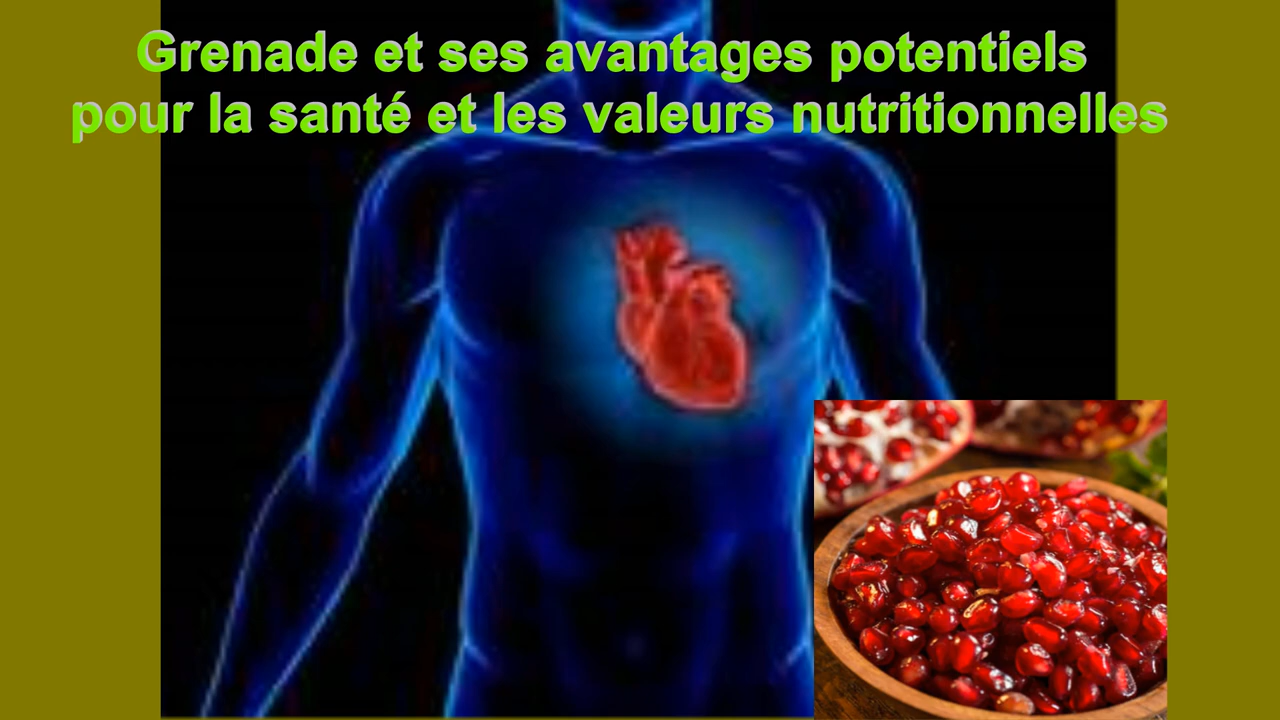 Grenade et ses avantages potentiels
pour la santé et les valeurs nutritionnelles